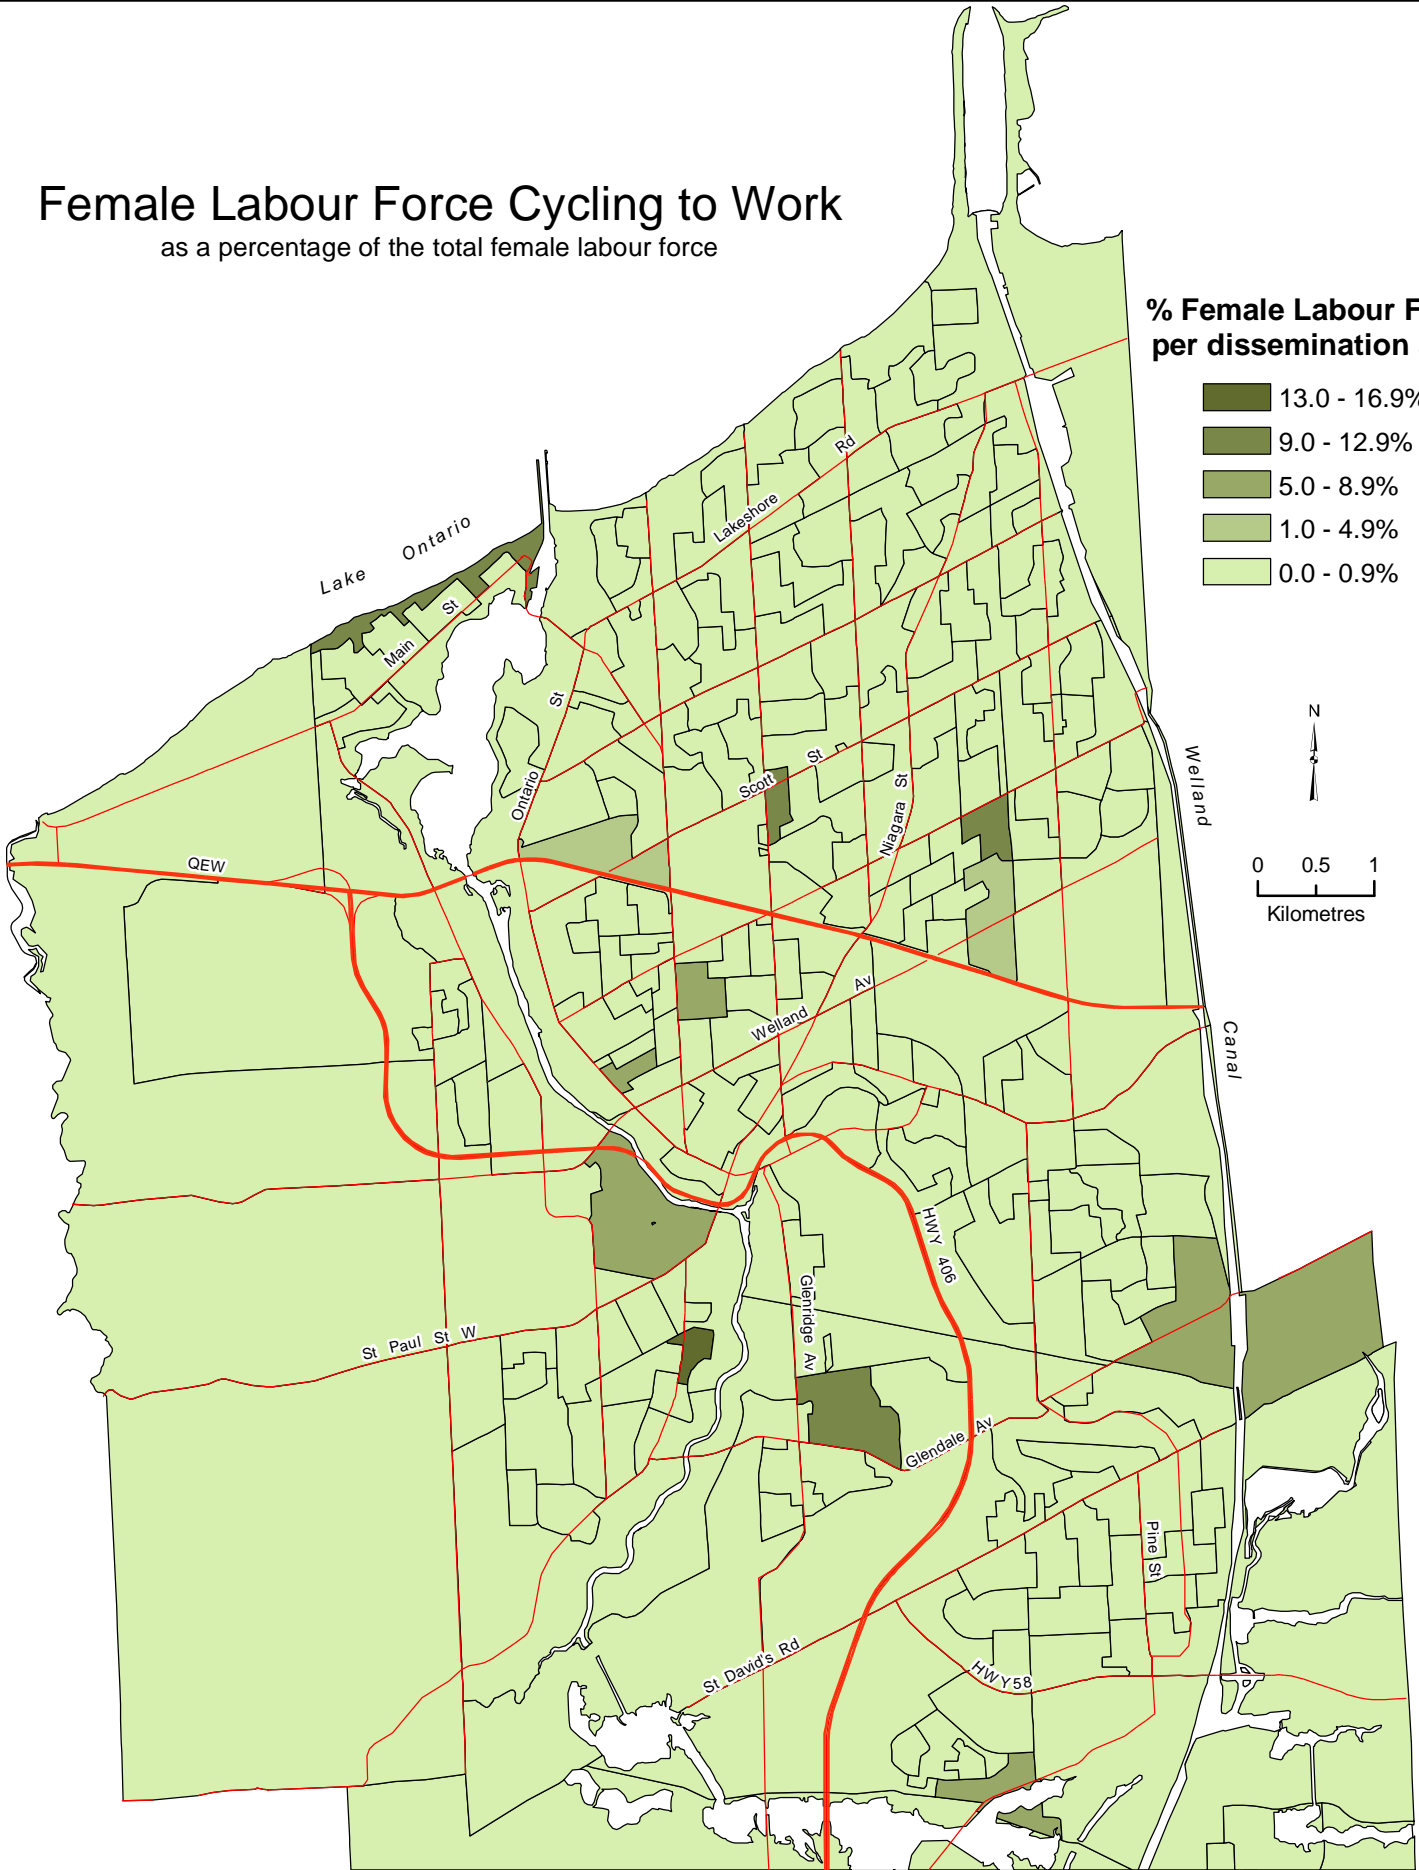 Female Labour Force Cycling to Work
as a percentage of the total female labour force
% Female Labour F
per dissemination
13.0 - 16.9%
9.0 - 12.9%
5.0 - 8.9%
1.0 - 4.9%
0.0 - 0.9%
N
0 0.5 1
Kilometres
Lake Ontario
Main St
Lakeshore Rd
Ontario St
Scott St
Niagara St
QEW
Welland Av
Welland Canal
HWY 406
Glenridge Av
St Paul St W
Glendale Av
Pine St
St David's Rd
HWY58